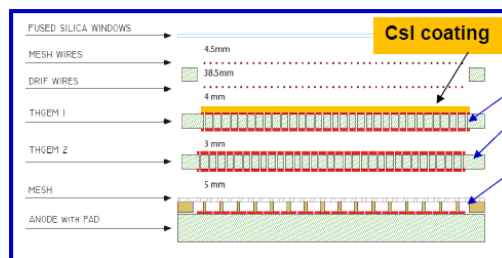 FUSED SILICA WINDOWS
CsI coating
4.5mm
MESH WIRES
38.5mm
DRIF WIRES
4 mm
THGEM 1
3 mm
THGEM 2
5 mm
MESH
ANODE WITH PAD